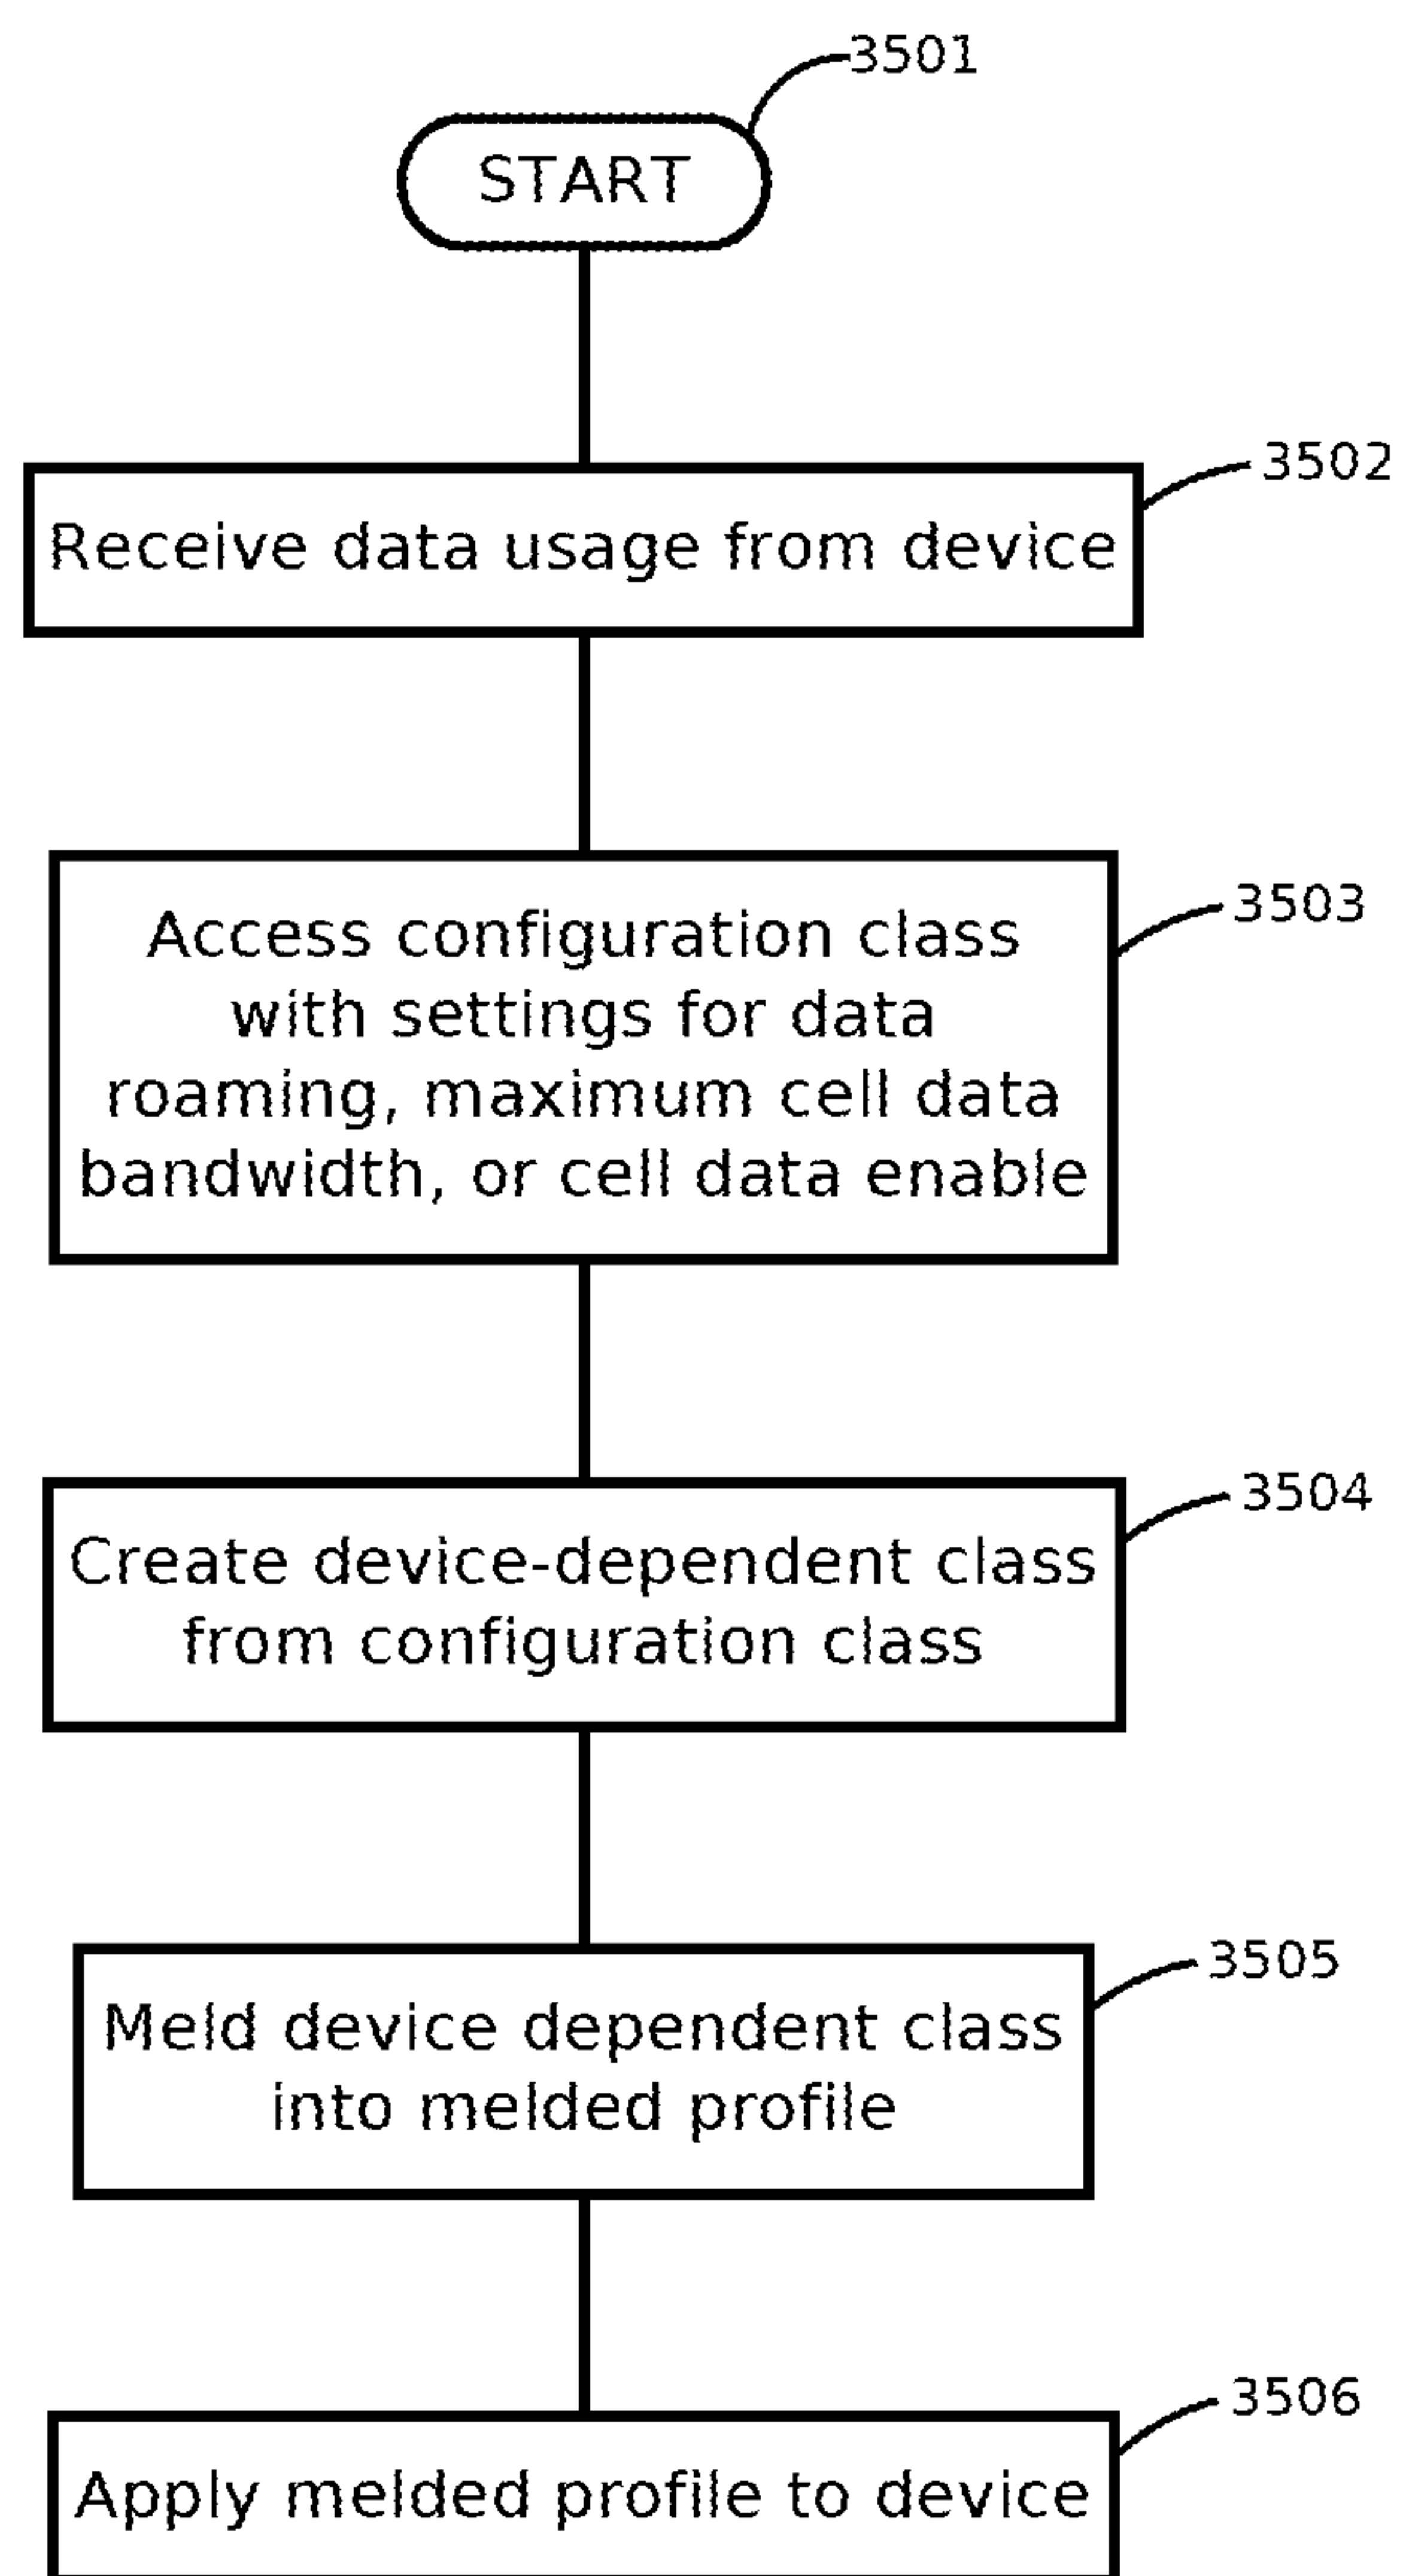 3501
START
3502
Receive data usage from device
3503
Access configuration class
with settings for data
roaming, maximum cell data
bandwidth, or cell data enable
3504
Create device-dependent class
from configuration class
3505
Meld device dependent class
into melded profile
3506
Apply melded profile to device